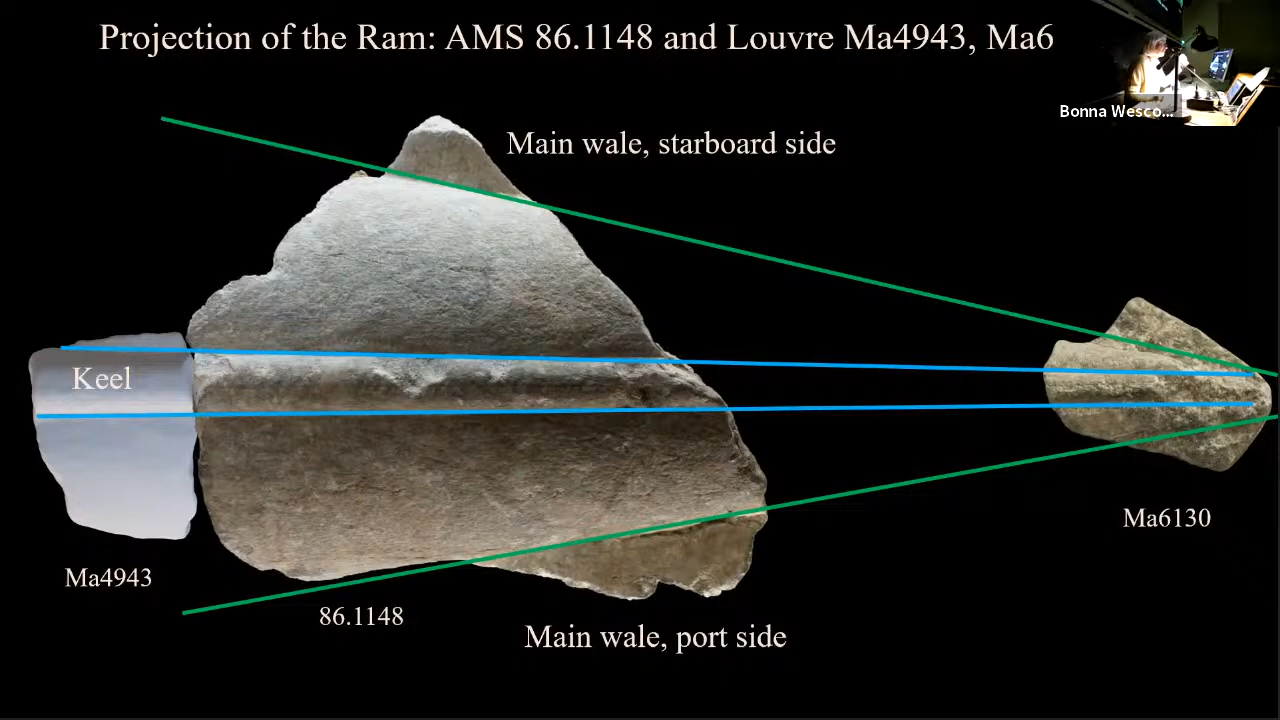 Projection of the Ram: AMS 86.1148 and Louvre Ma4943, Ma6
Bonna Wesco...
Main wale, starboard side
Keel
Ma6130
Ma4943
86.1148
Main wale, port side